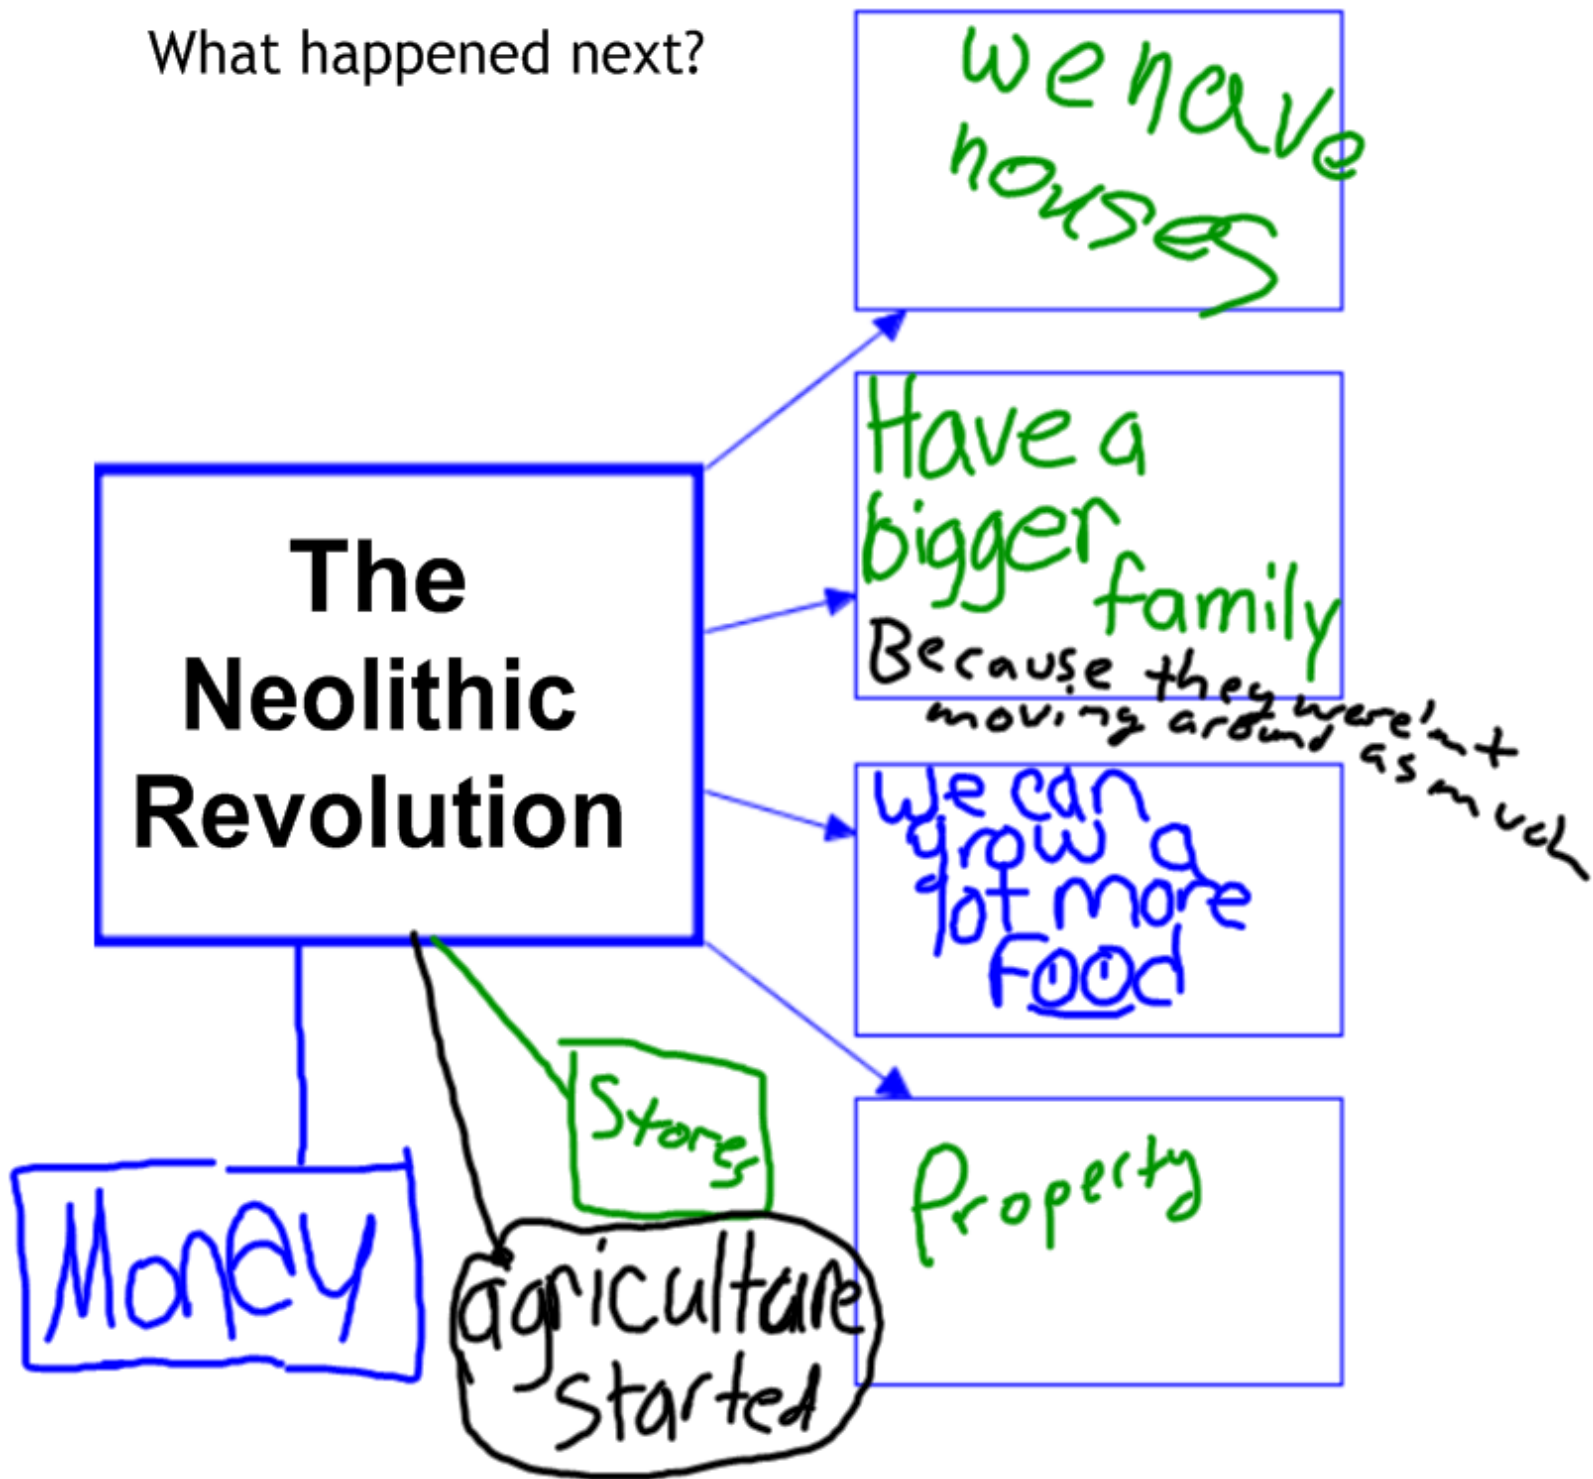 What happened next?
we have
houses
The
Neolithic
Revolution
Have a
bigger
family
Because they were'nt
moving around as much
We can
grow a
lot more
Food
Property
Stores
Money
agriculture
started